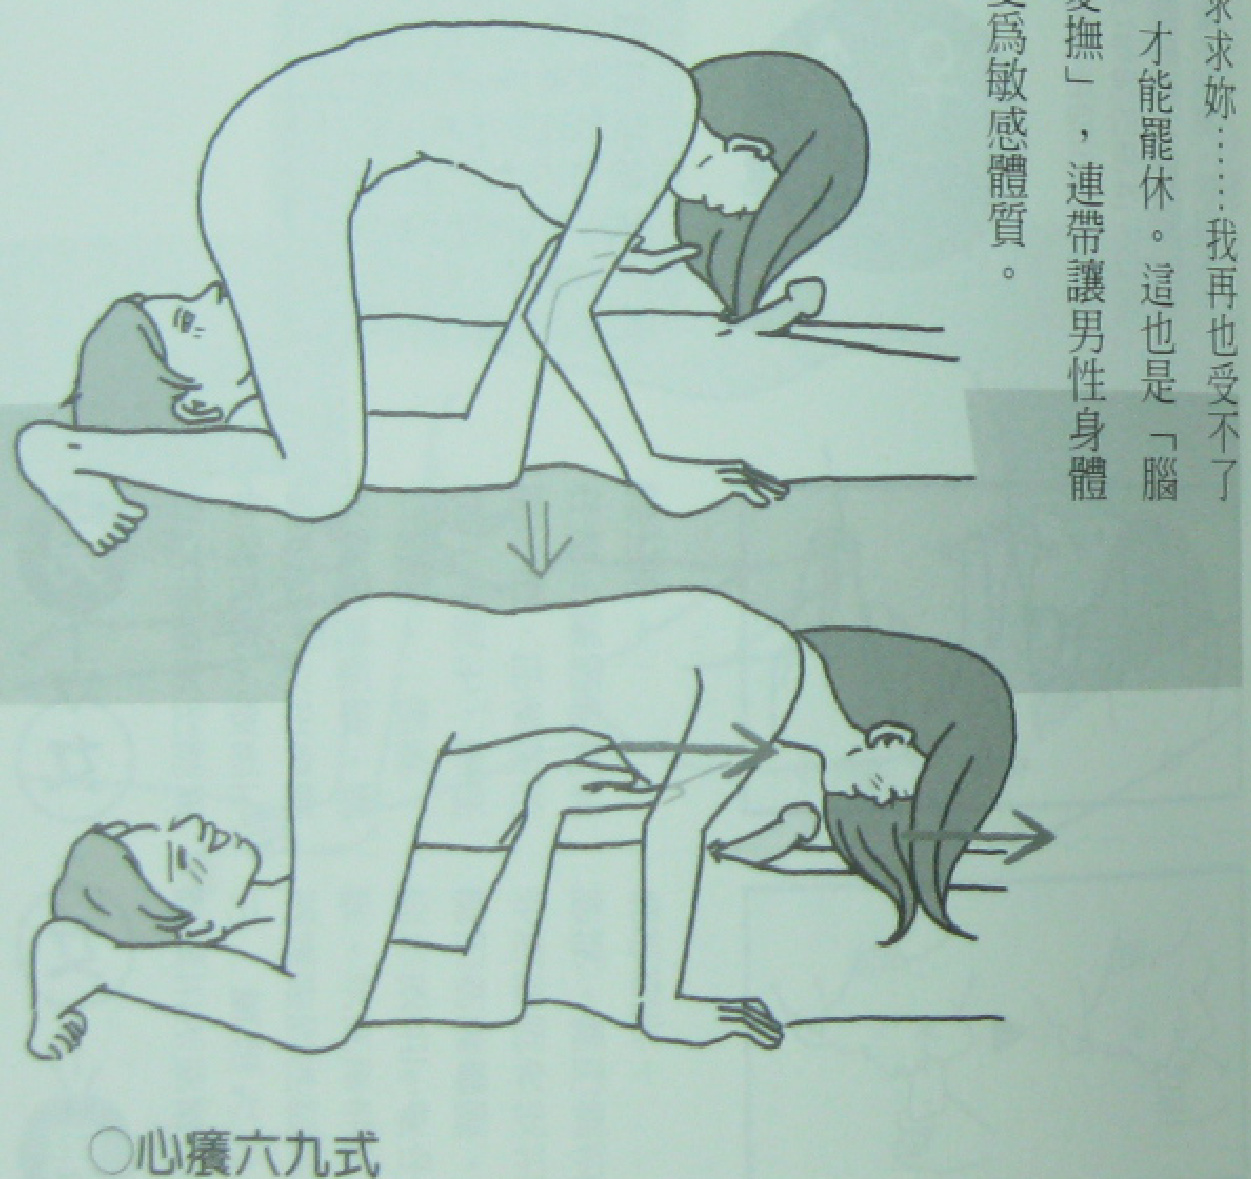 求求妳……我再也受不了
才能罷休。這也是「腦
愛撫」，連帶讓男性身體
變爲敏感體質。
○心癢六九式